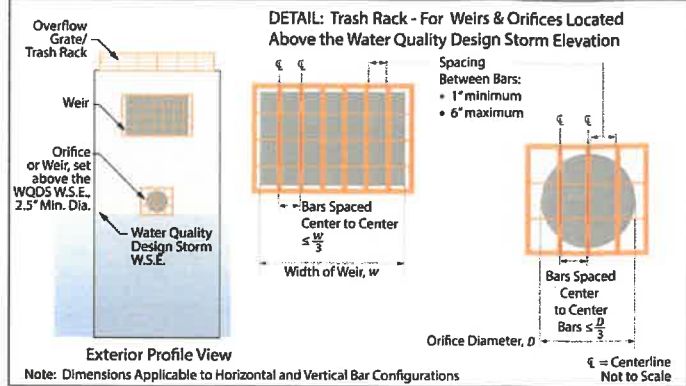 DETAIL: Trash Rack - For Weirs & Orifices Located
Above the Water Quality Design Storm Elevation
Overflow
Grate/
Trash Rack
Weir
Orifice
or Weir, set
above the
WQDS W.S.E.,
2.5" Min. Dia.
Water Quality
Design Storm
W.S.E.
Exterior Profile View
℄ ℄
Spacing
Between Bars:
• 1" minimum
• 6" maximum
Bars Spaced
Center to Center
≤ w/3
Width of Weir, w
℄ ℄
Bars Spaced
Center
to Center
Bars ≤ D/3
Orifice Diameter, D
℄ = Centerline
Not to Scale
Note: Dimensions Applicable to Horizontal and Vertical Bar Configurations